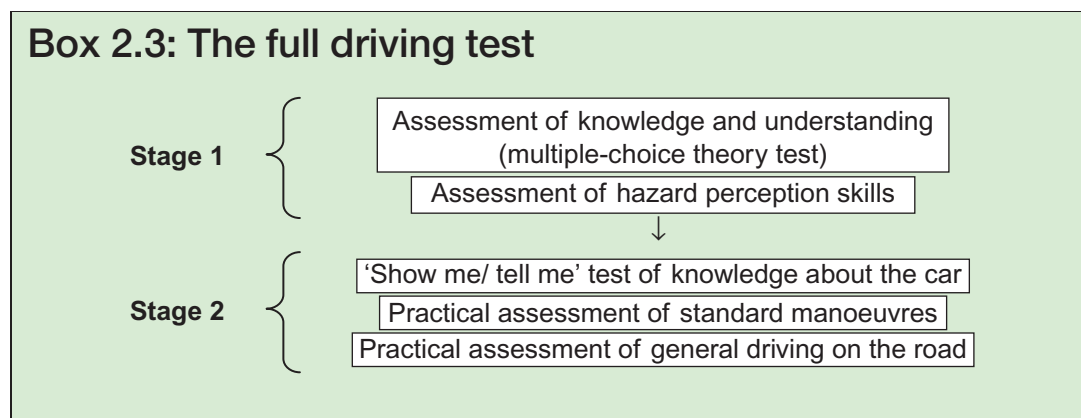 Box 2.3: The full driving test
Stage 1
Assessment of knowledge and understanding
(multiple-choice theory test)
Assessment of hazard perception skills
↓
Stage 2
‘Show me/ tell me’ test of knowledge about the car
Practical assessment of standard manoeuvres
Practical assessment of general driving on the road